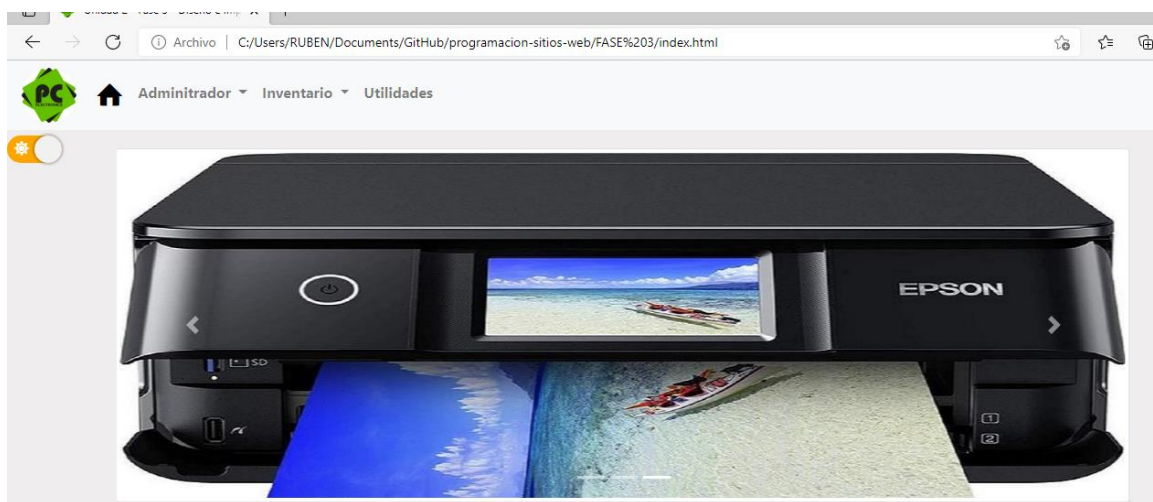 Archivo | C:/Users/RUBEN/Documents/GitHub/programacion-sitios-web/FASE%203/index.html
PC
Adminitrador Inventario Utilidades
EPSON
SD
1
2